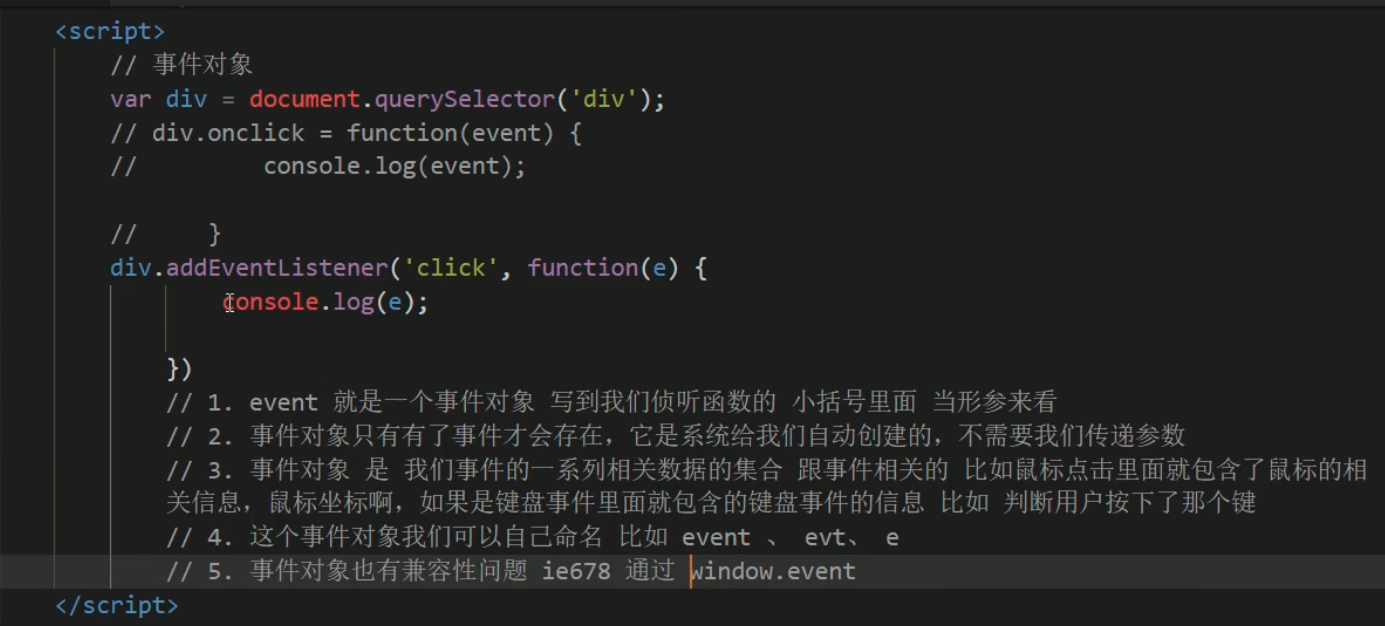 <script>
// 事件对象
var div = document.querySelector('div');
// div.onclick = function(event) {
//         console.log(event);
//     }
div.addEventListener('click', function(e) {
console.log(e);
})
// 1. event 就是一个事件对象 写到我们侦听函数的 小括号里面 当形参来看
// 2. 事件对象只有有了事件才会存在，它是系统给我们自动创建的，不需要我们传递参数
// 3. 事件对象 是 我们事件的一系列相关数据的集合 跟事件相关的 比如鼠标点击里面就包含了鼠标的相
关信息，鼠标坐标啊，如果是键盘事件里面就包含的键盘事件的信息 比如 判断用户按下了那个键
// 4. 这个事件对象我们可以自己命名 比如 event 、 evt、 e
// 5. 事件对象也有兼容性问题 ie678 通过 window.event
</script>